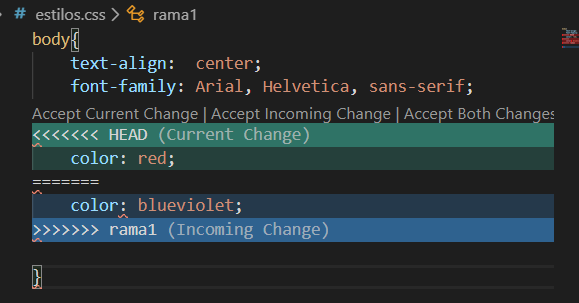 # estilos.css > rama1
body{
text-align:  center;
font-family: Arial, Helvetica, sans-serif;
Accept Current Change | Accept Incoming Change | Accept Both Changes
<<<<<<< HEAD (Current Change)
color: red;
=======
color: blueviolet;
>>>>>>> rama1 (Incoming Change)
}